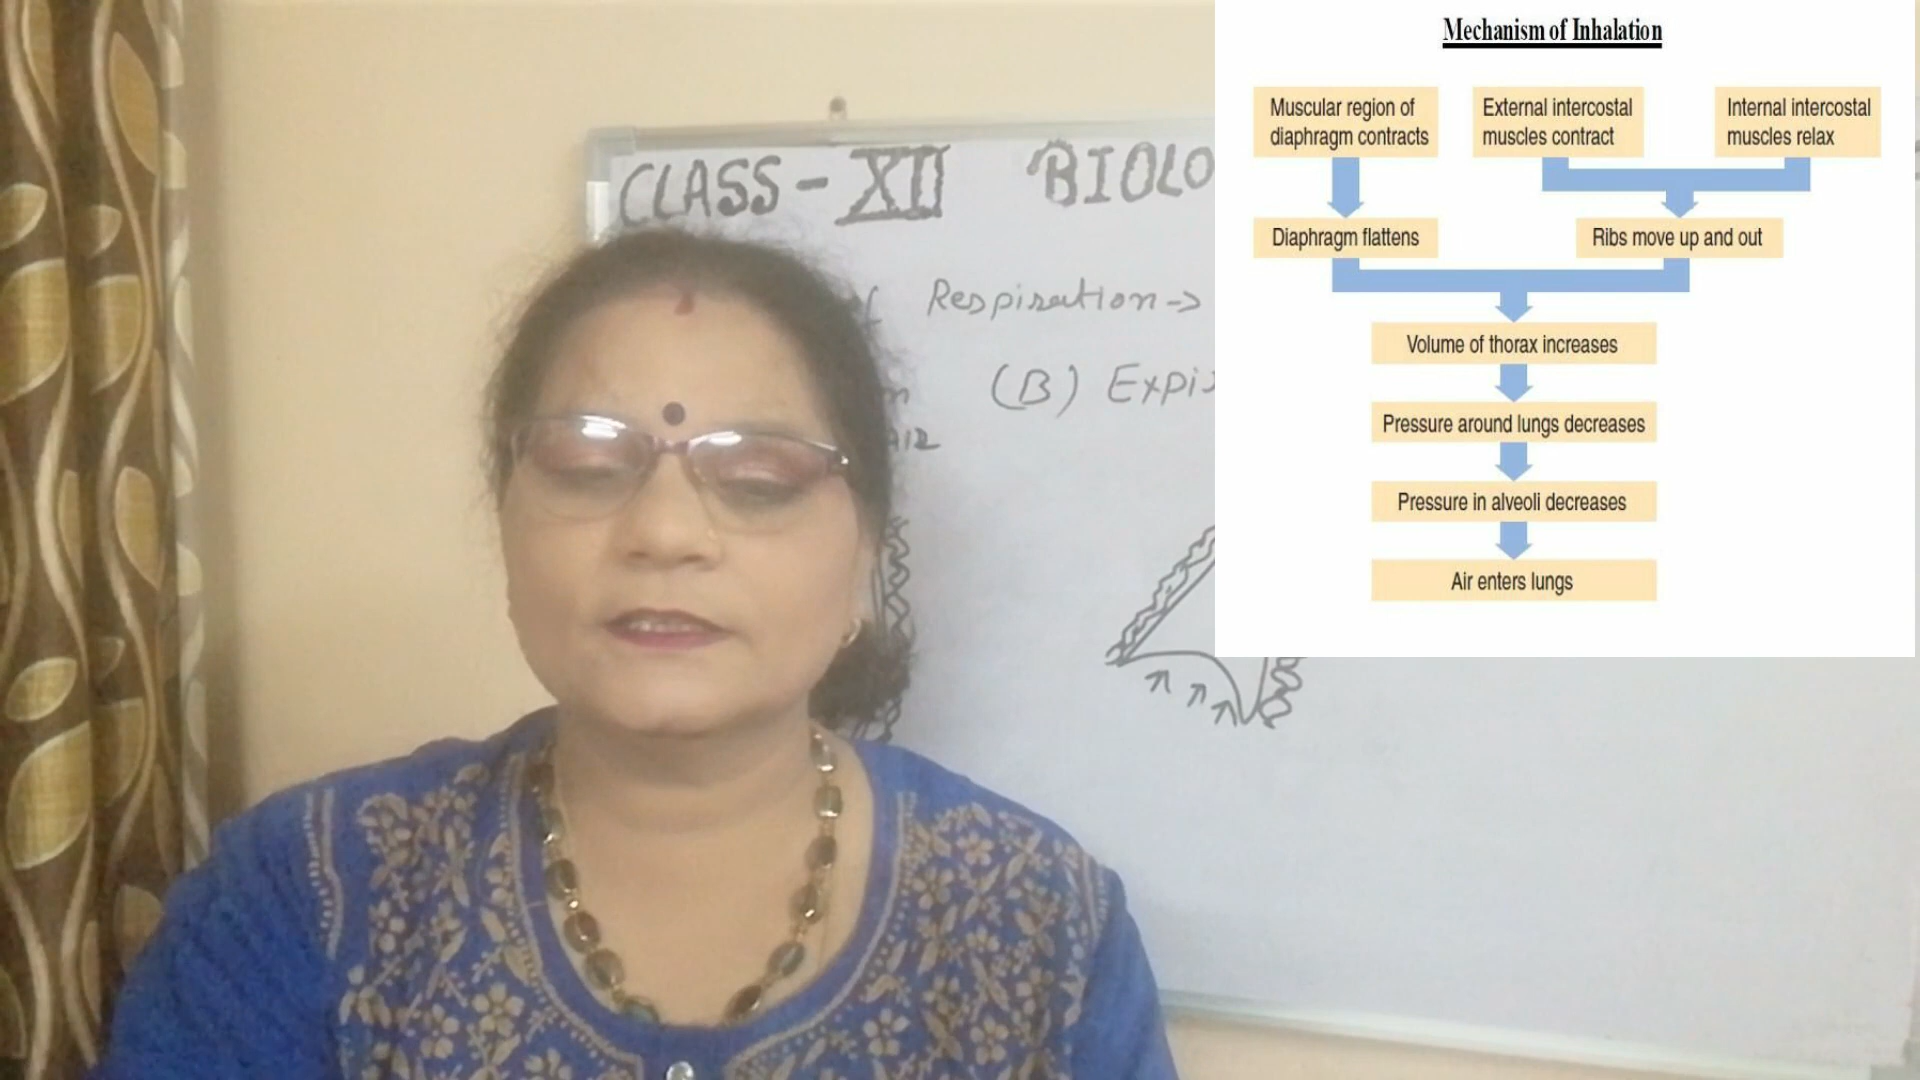 Mechanism of Inhalation
Muscular region of
diaphragm contracts
External intercostal
muscles contract
Internal intercostal
muscles relax
Diaphragm flattens
Ribs move up and out
Volume of thorax increases
Pressure around lungs decreases
Pressure in alveoli decreases
Air enters lungs
CLASS - XII BIOLO
Respiration →
(B) Expi